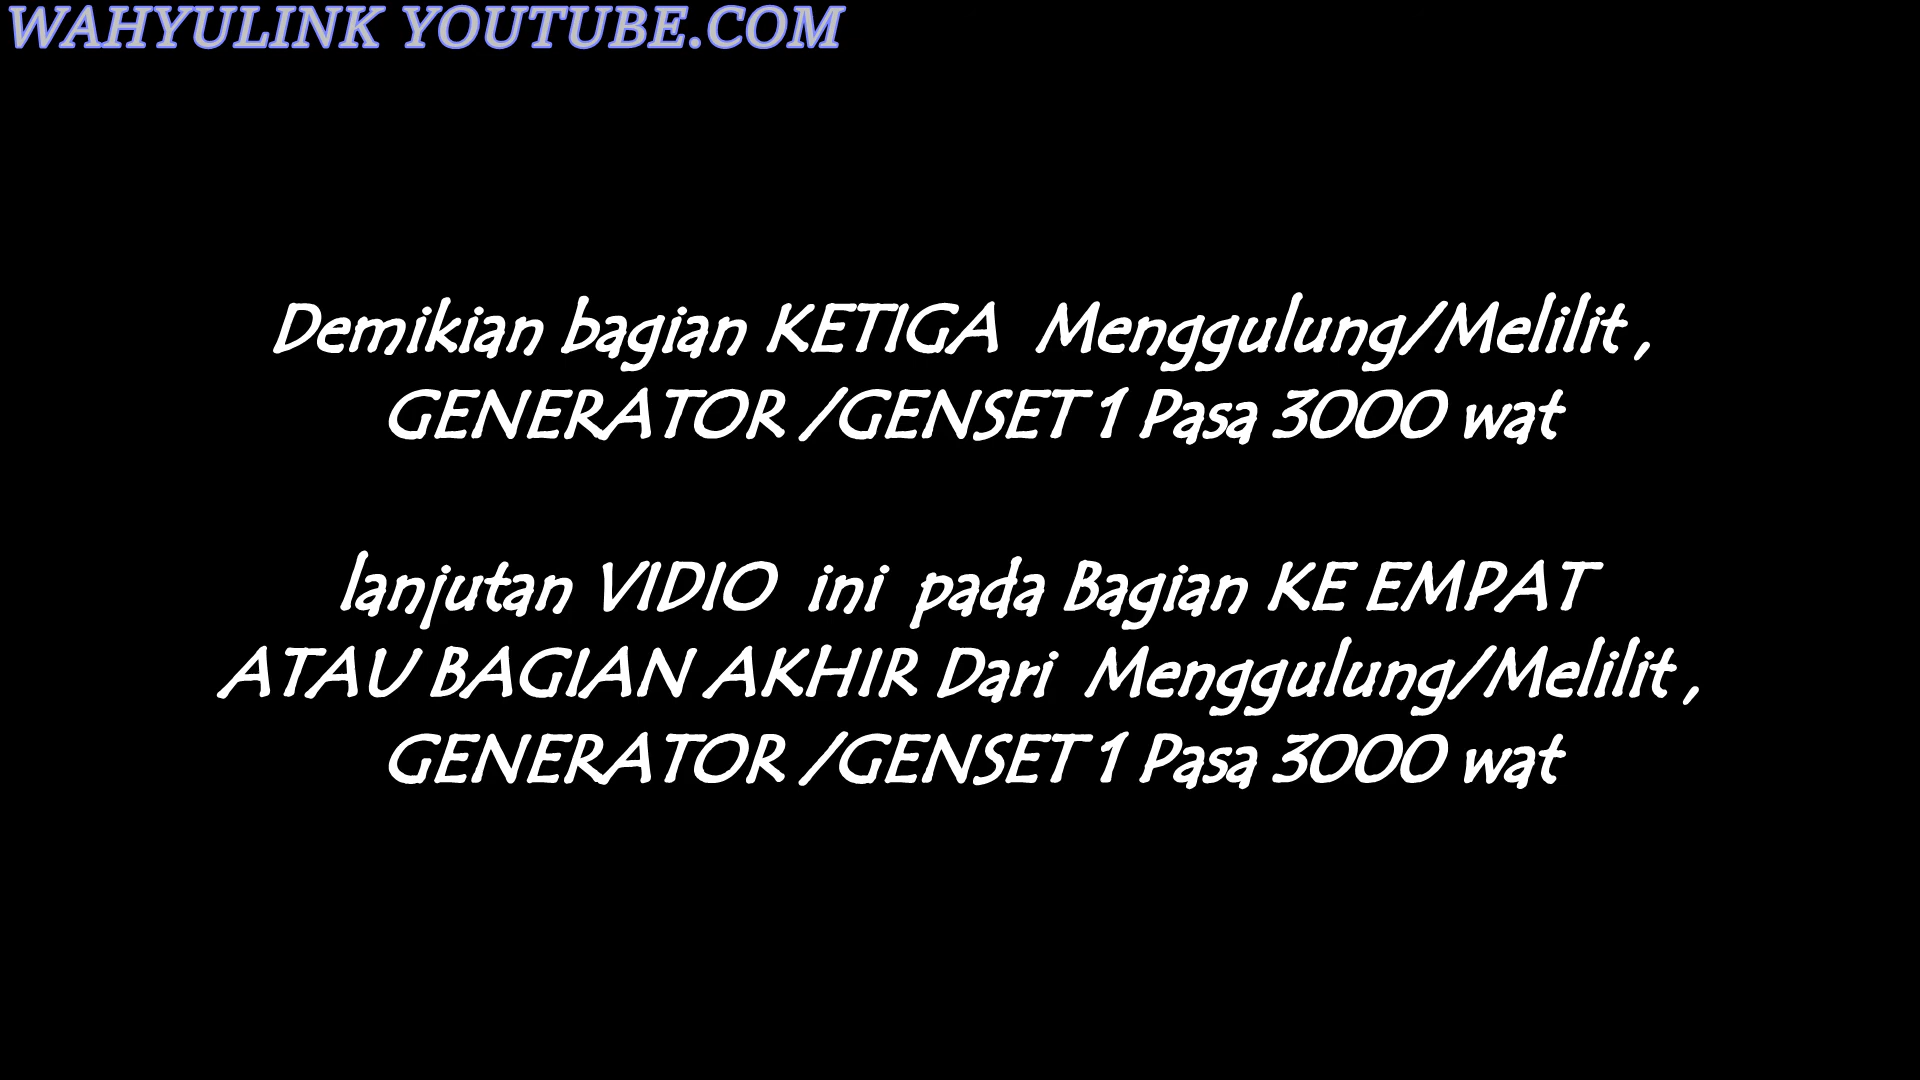 WAHYULINK YOUTUBE.COM
Demikian bagian KETIGA Menggulung/Melilit ,
GENERATOR /GENSET 1 Pasa 3000 wat
lanjutan VIDIO ini pada Bagian KE EMPAT
ATAU BAGIAN AKHIR Dari Menggulung/Melilit ,
GENERATOR /GENSET 1 Pasa 3000 wat